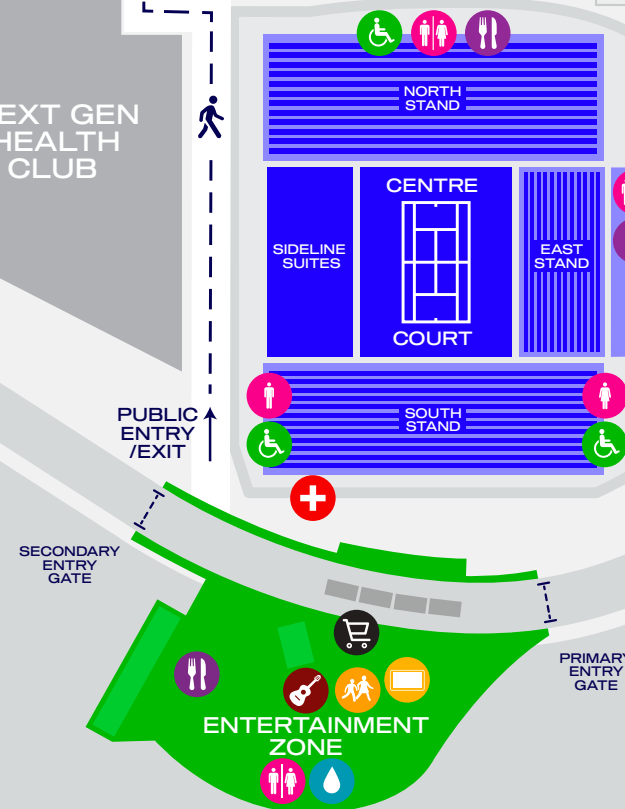 EXT GEN
HEALTH
CLUB
NORTH
STAND
CENTRE
COURT
SIDELINE
SUITES
EAST
STAND
PUBLIC
ENTRY
/EXIT
SOUTH
STAND
SECONDARY
ENTRY
GATE
PRIMARY
ENTRY
GATE
ENTERTAINMENT
ZONE